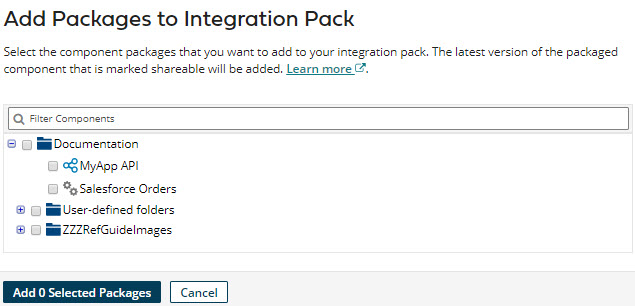 Add Packages to Integration Pack
Select the component packages that you want to add to your integration pack. The latest version of the packaged
component that is marked shareable will be added. Learn more.
Filter Components
Documentation
MyApp API
Salesforce Orders
User-defined folders
ZZZRefGuideImages
Add 0 Selected Packages Cancel